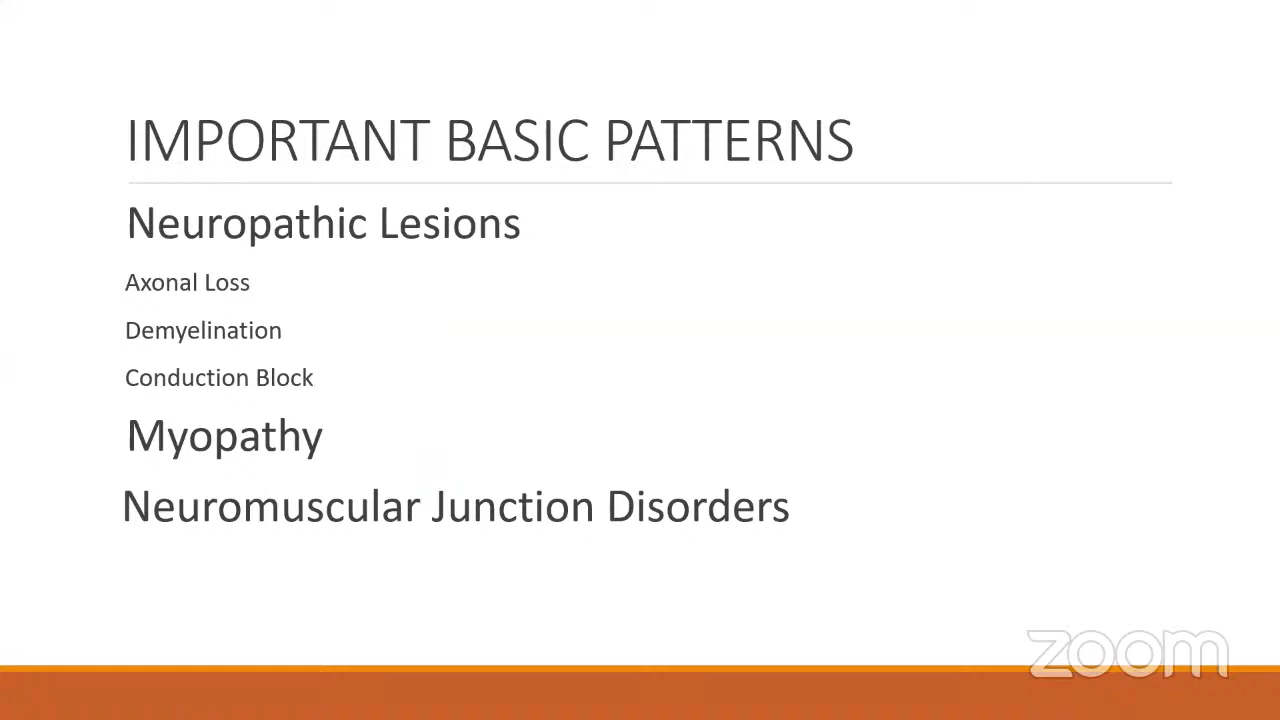 IMPORTANT BASIC PATTERNS
Neuropathic Lesions
Axonal Loss
Demyelination
Conduction Block
Myopathy
Neuromuscular Junction Disorders
zoom